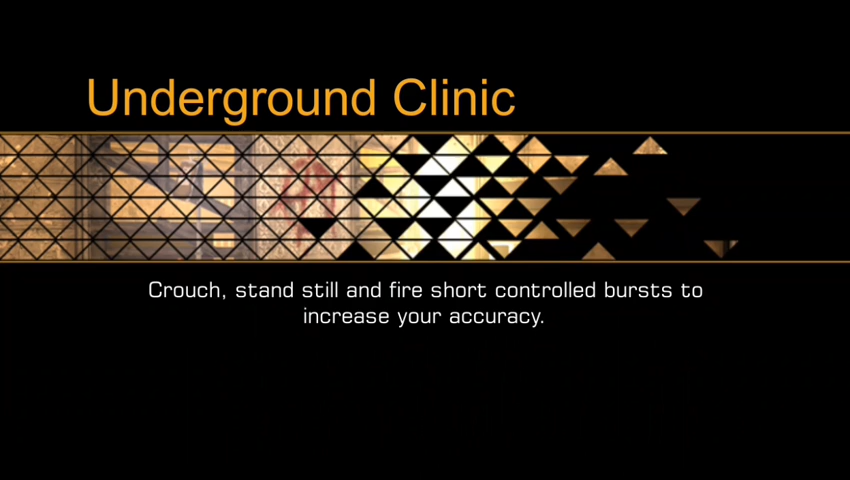 Underground Clinic
Crouch, stand still and fire short controlled bursts to
increase your accuracy.